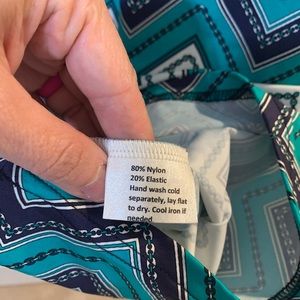 80% Nylon
20% Elastic
Hand wash cold
separately, lay flat
to dry. Cool iron if
needed